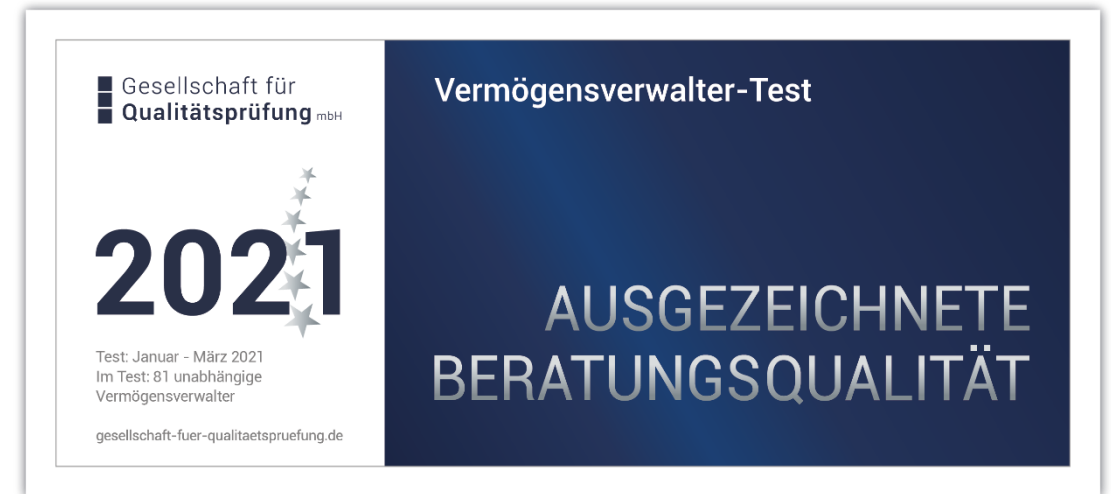 Gesellschaft für
Qualitätsprüfung mbH
2021
Test: Januar - März 2021
Im Test: 81 unabhängige
Vermögensverwalter
gesellschaft-fuer-qualitaetspruefung.de
Vermögensverwalter-Test
AUSGEZEICHNETE
BERATUNGSQUALITÄT